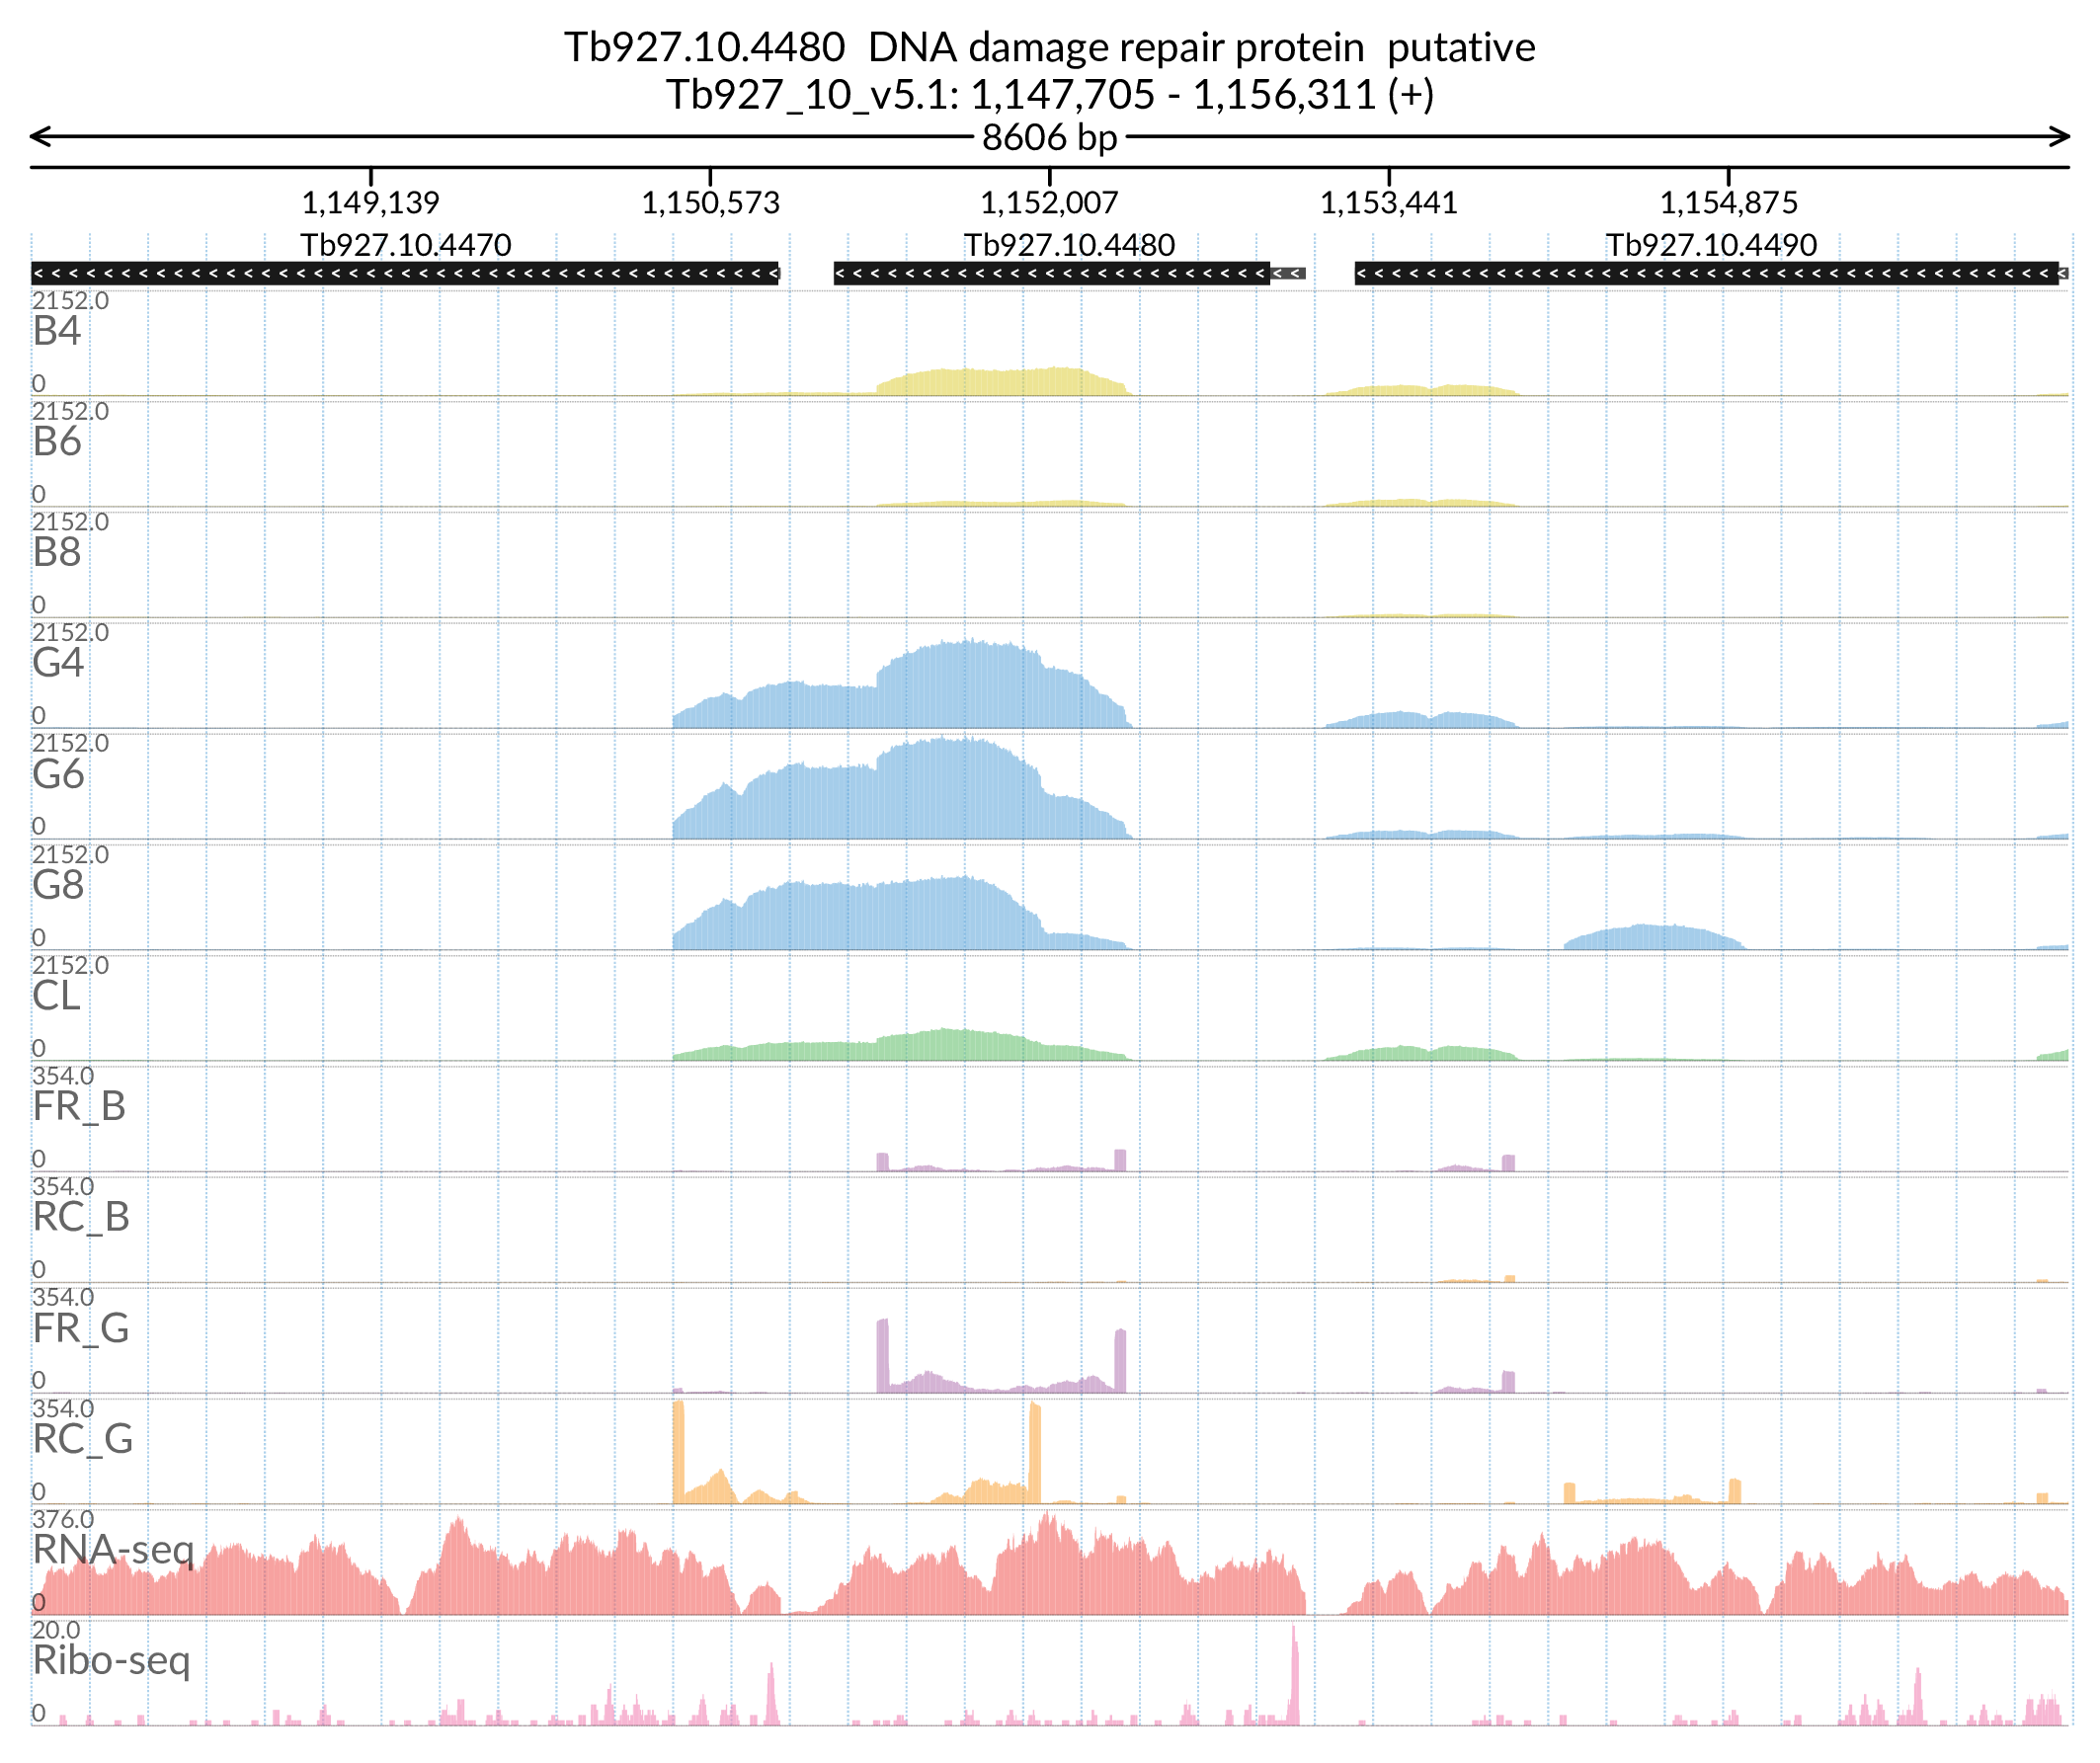 Tb927.10.4480  DNA damage repair protein  putative
Tb927_10_v5.1: 1,147,705 - 1,156,311 (+)
8606 bp
1,149,139 1,150,573 1,152,007 1,153,441 1,154,875
Tb927.10.4470 Tb927.10.4480 Tb927.10.4490
2152.0
B4
0
2152.0
B6
0
2152.0
B8
0
2152.0
G4
0
2152.0
G6
0
2152.0
G8
0
2152.0
CL
0
354.0
FR_B
0
354.0
RC_B
0
354.0
FR_G
0
354.0
RC_G
0
376.0
RNA-seq
0
20.0
Ribo-seq
0